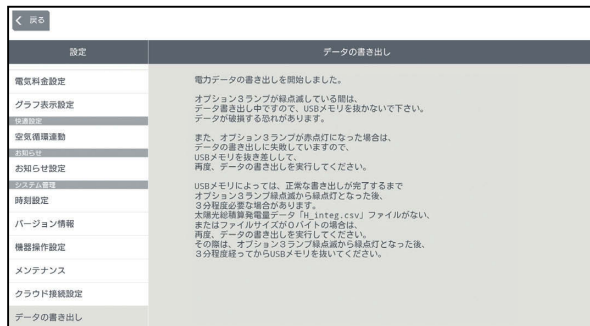 戻る
設定
データの書き出し
電気料金設定
グラフ表示設定
快適設定
空気循環連動
お知らせ
お知らせ設定
システム管理
時刻設定
バージョン情報
機器操作設定
メンテナンス
クラウド接続設定
データの書き出し
電力データの書き出しを開始しました。
オプション３ランプが緑点滅している間は、
データ書き出し中ですので、USBメモリを抜かないで下さい。
データが破損する恐れがあります。
また、オプション３ランプが赤点灯になった場合は、
データの書き出しに失敗していますので、
USBメモリを抜き差しして、
再度、データの書き出しを実行してください。
USBメモリによっては、正常な書き出しが完了するまで
オプション３ランプ緑点滅から緑点灯となった後、
３分程度必要な場合があります。
太陽光総積算発電量データ「H_integ.csv」ファイルがない、
またはファイルサイズが０バイトの場合は、
再度、データの書き出しを実行してください。
その際は、オプション３ランプ緑点滅から緑点灯となった後、
３分程度経ってからUSBメモリを抜いてください。